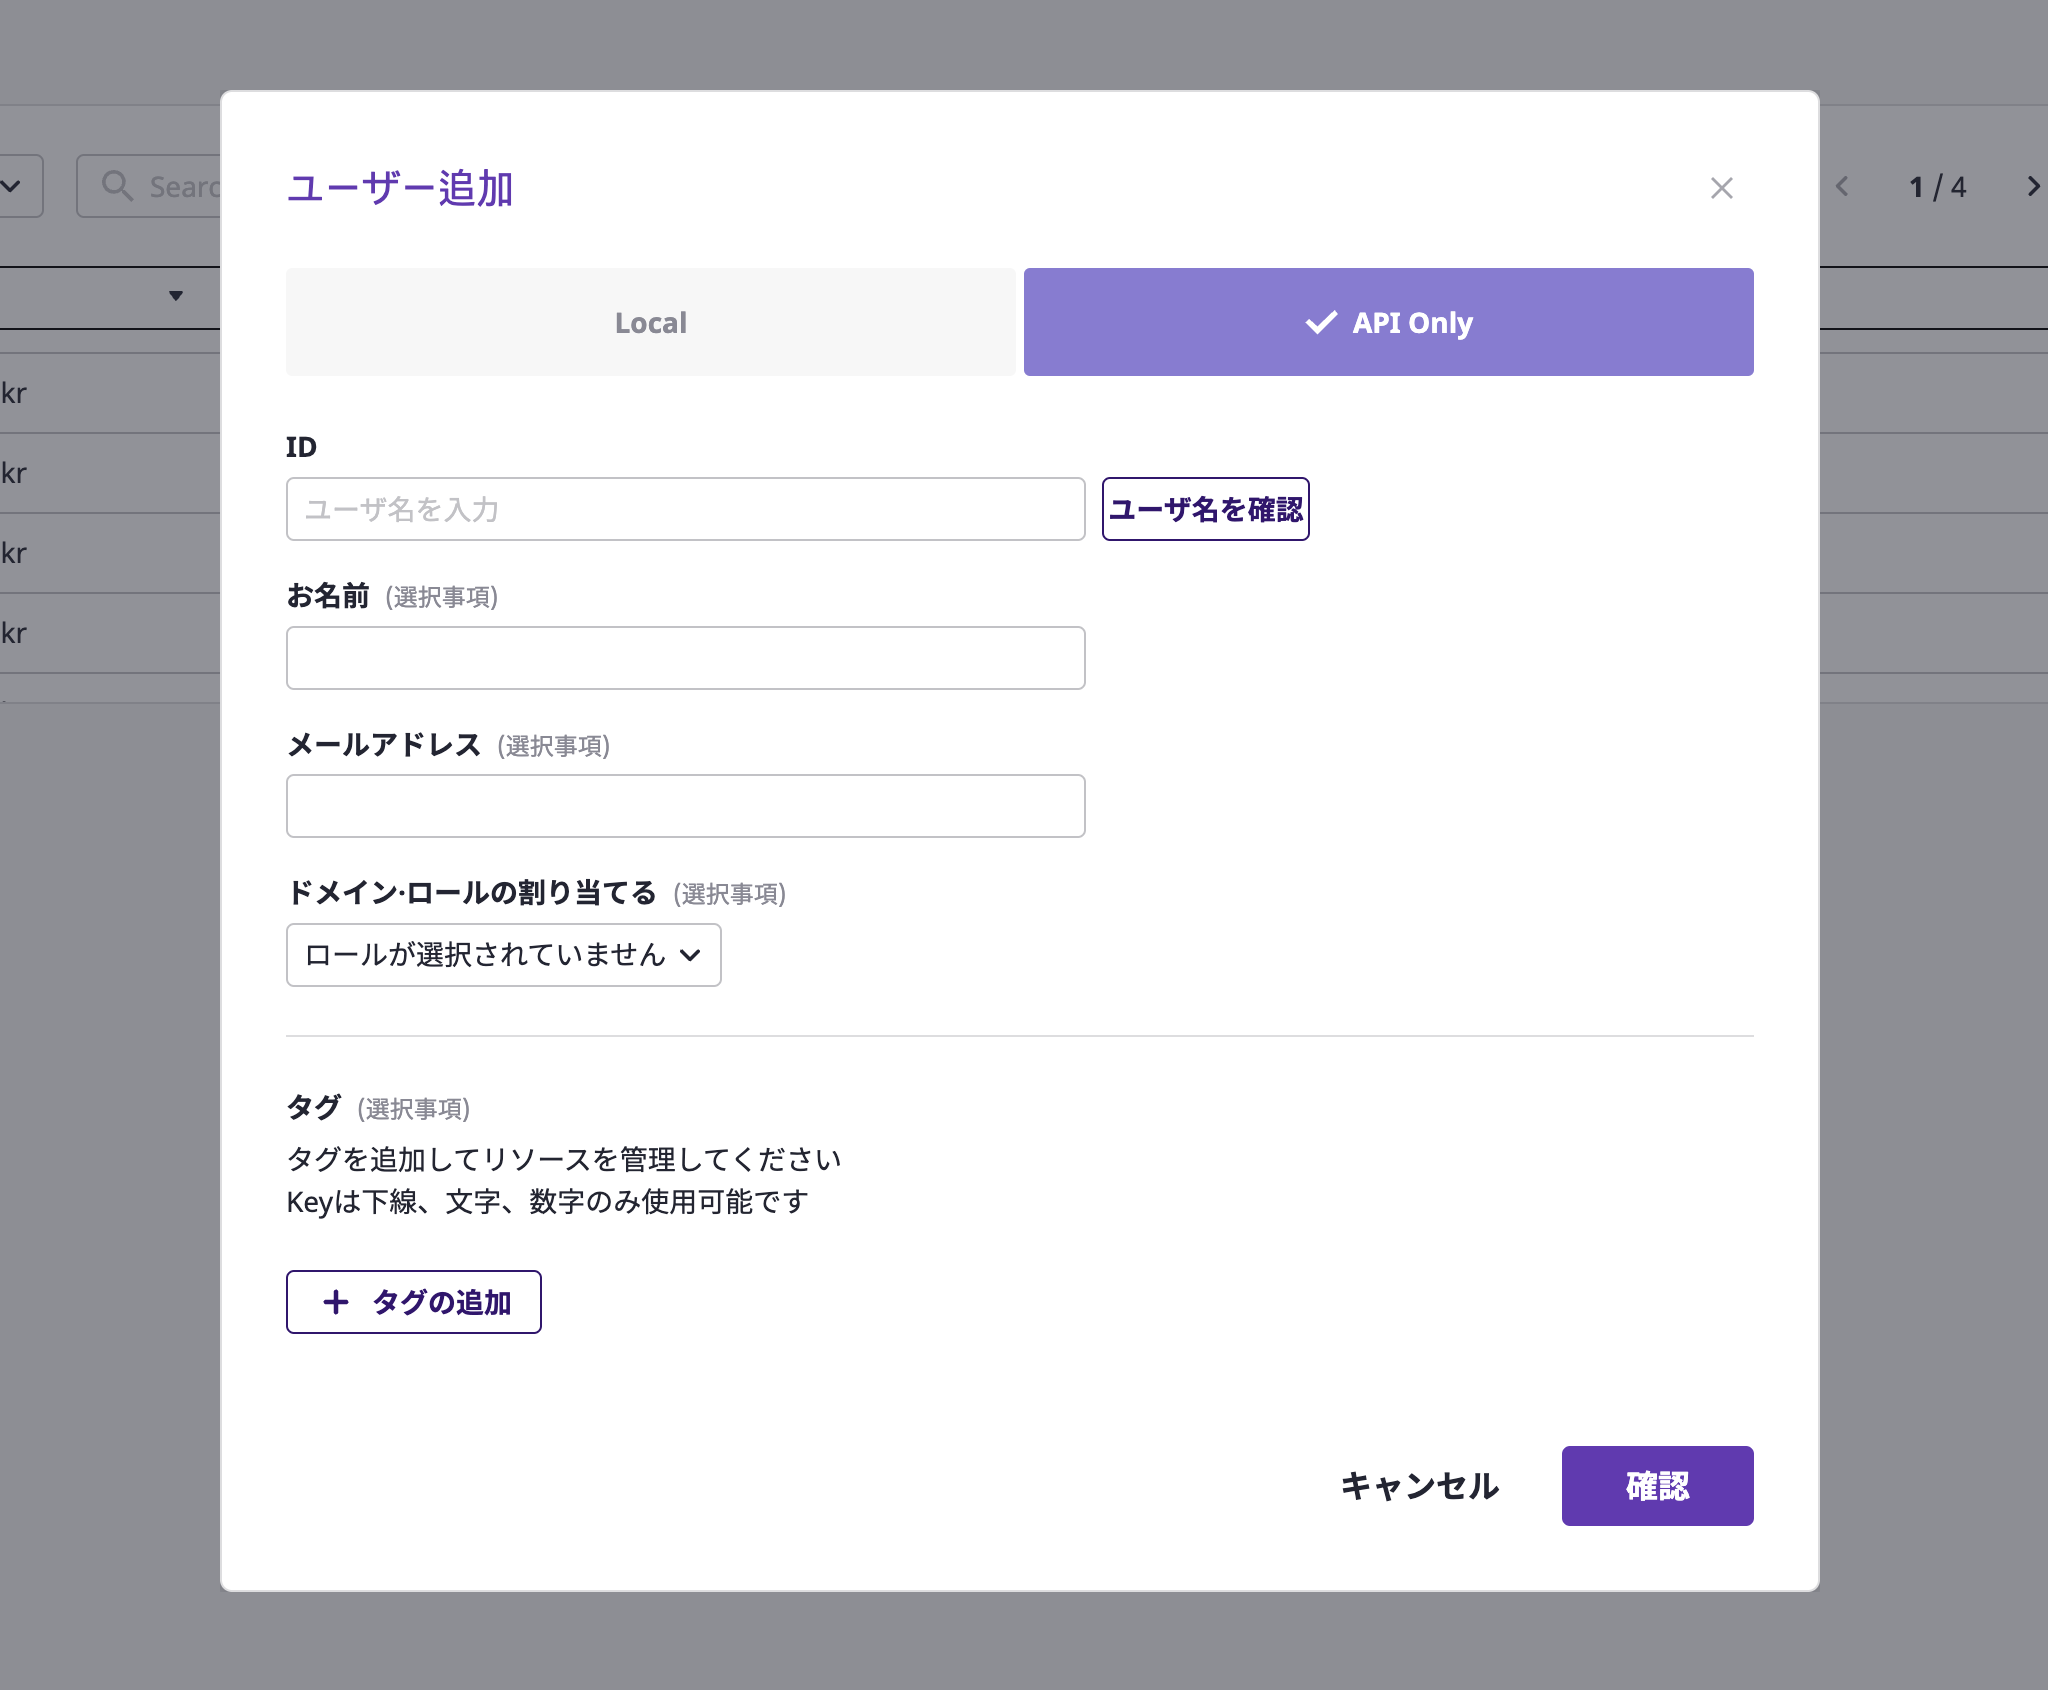 Searc
1 / 4
kr
kr
kr
kr
ユーザー追加
Local
API Only
ID
ユーザ名を入力
ユーザ名を確認
お名前 (選択事項)
メールアドレス (選択事項)
ドメイン·ロールの割り当てる (選択事項)
ロールが選択されていません
タグ (選択事項)
タグを追加してリソースを管理してください
Keyは下線、文字、数字のみ使用可能です
タグの追加
キャンセル
確認